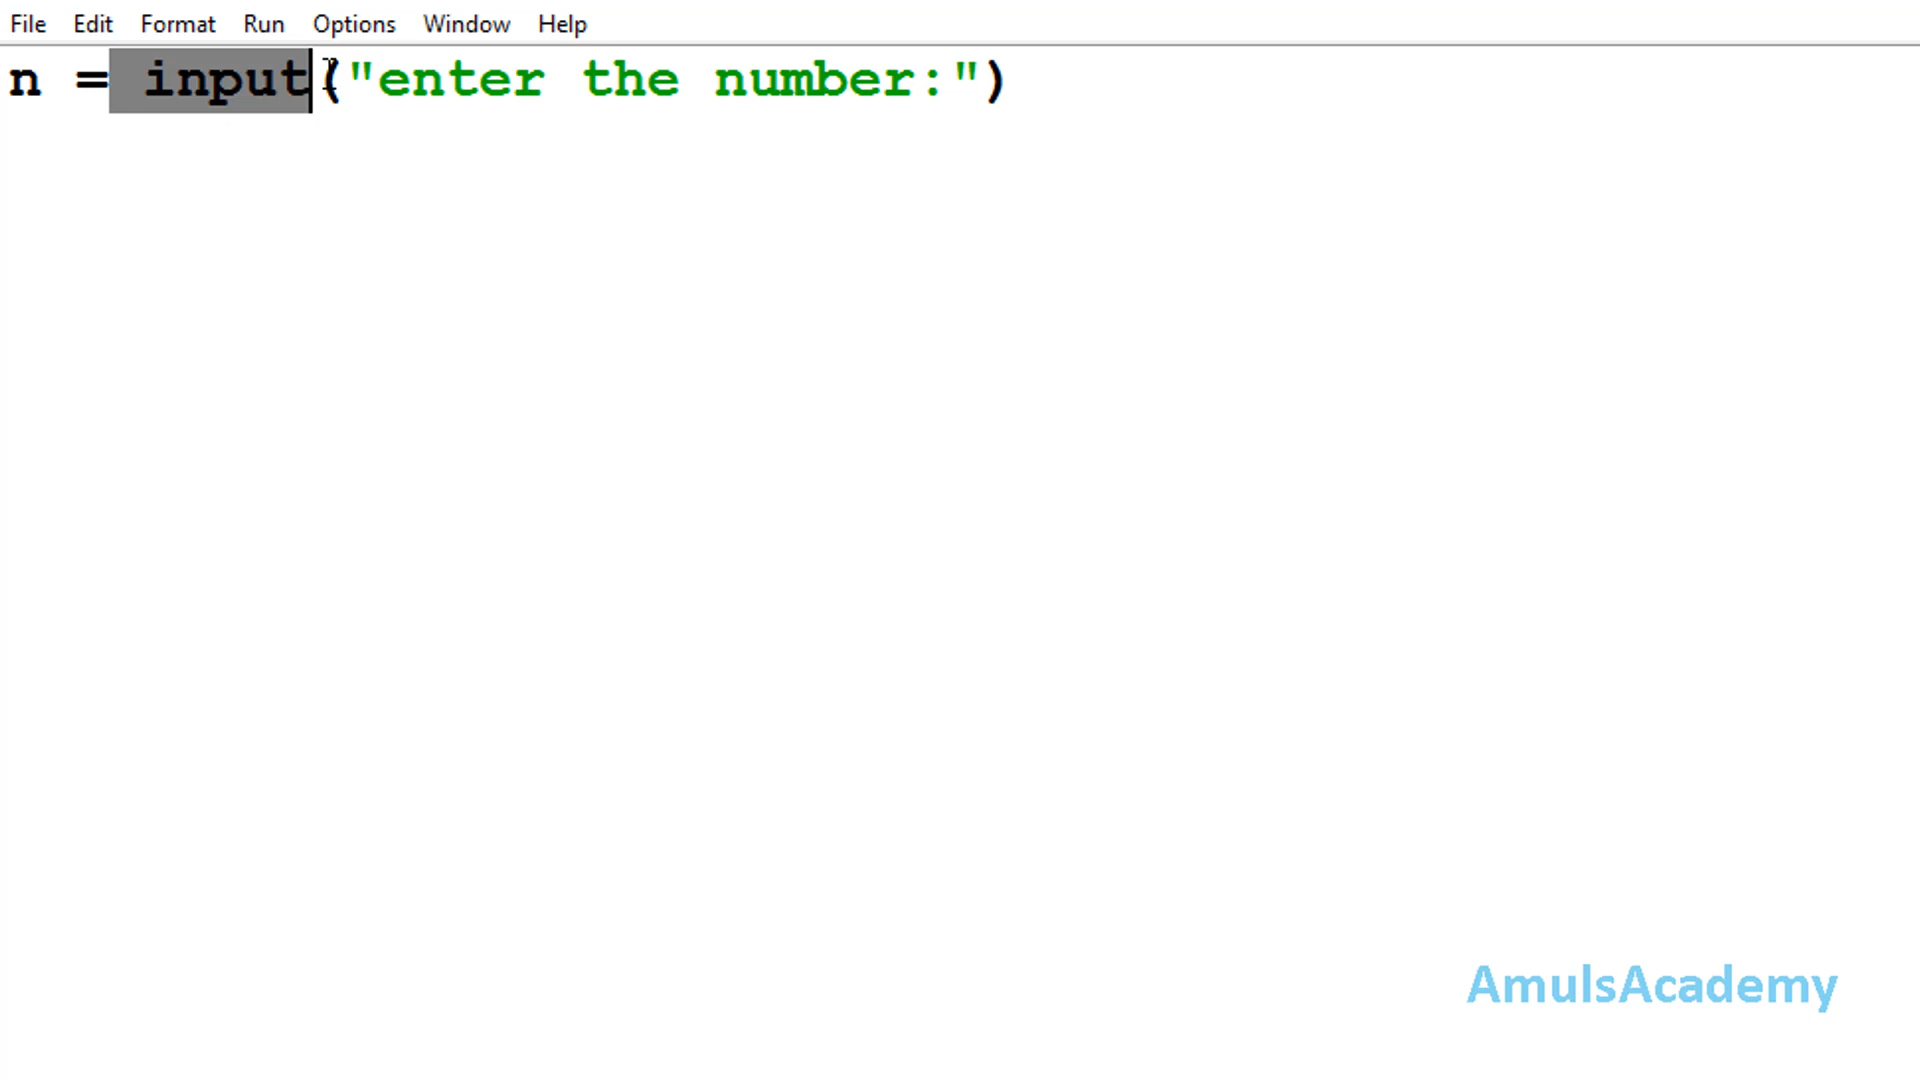 File Edit Format Run Options Window Help
n = input("enter the number:")
AmulsAcademy